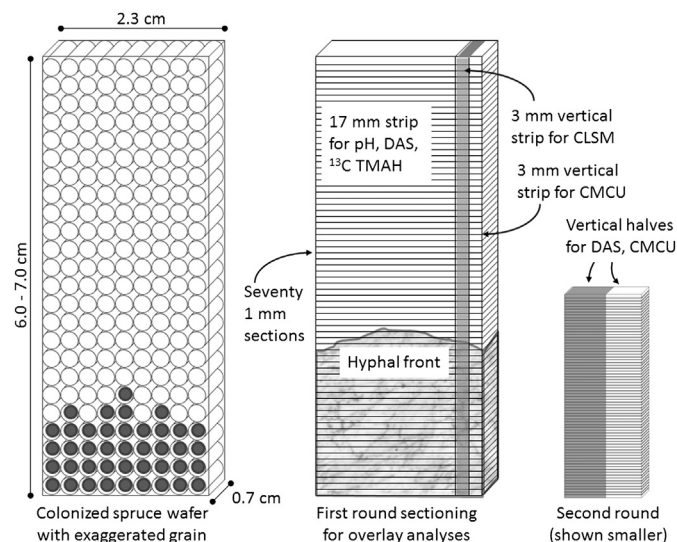 2.3 cm
6.0 - 7.0 cm
0.7 cm
Colonized spruce wafer
with exaggerated grain
17 mm strip
for pH, DAS,
¹³C TMAH
3 mm vertical
strip for CLSM
3 mm vertical
strip for CMCU
Seventy
1 mm
sections
Hyphal front
First round sectioning
for overlay analyses
Vertical halves
for DAS, CMCU
Second round
(shown smaller)